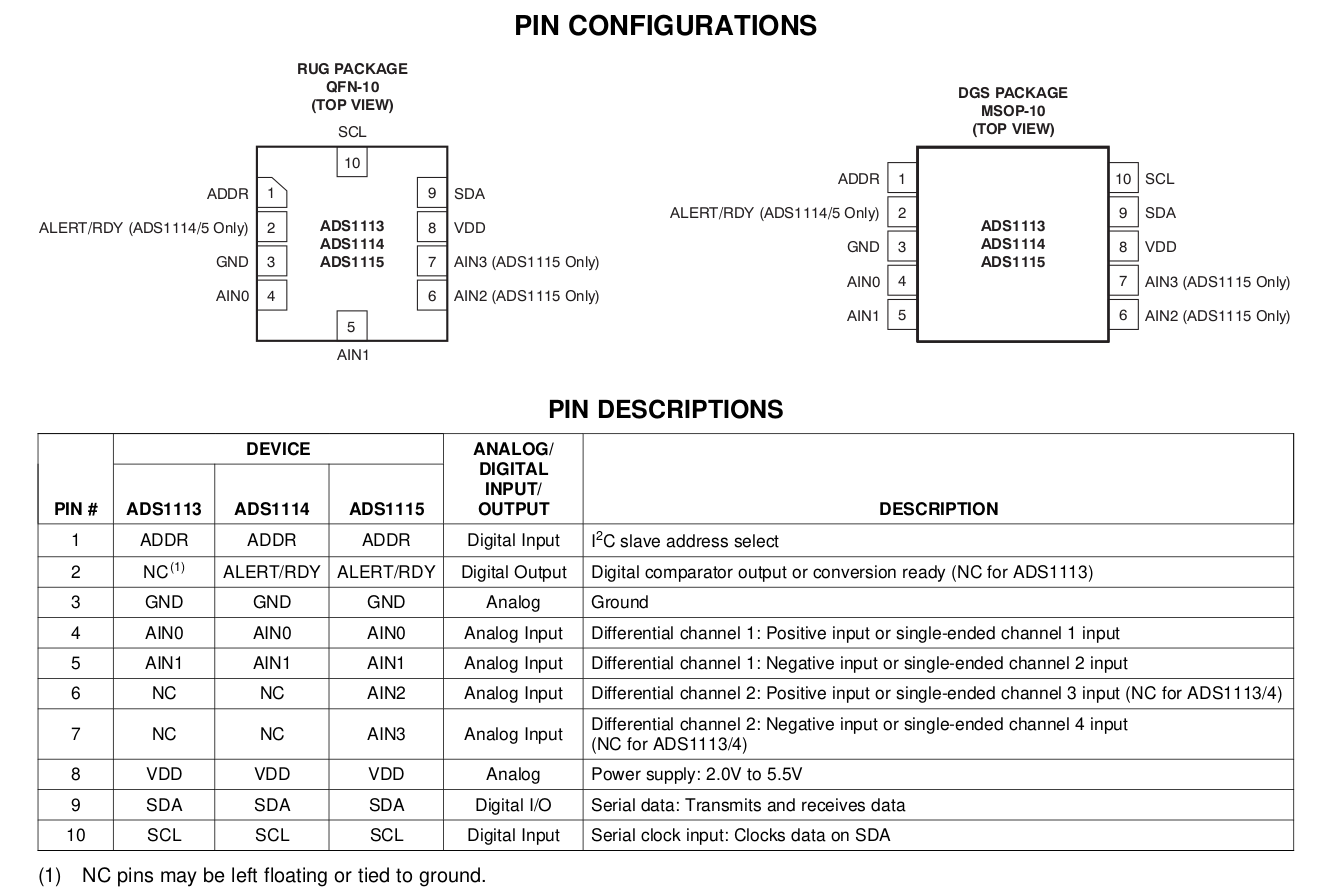 PIN CONFIGURATIONS
RUG PACKAGE
QFN-10
(TOP VIEW)
SCL
10
ADDR 1
9 SDA
ALERT/RDY (ADS1114/5 Only) 2
8 VDD
GND 3
7 AIN3 (ADS1115 Only)
AIN0 4
6 AIN2 (ADS1115 Only)
ADS1113
ADS1114
ADS1115
5
AIN1
DGS PACKAGE
MSOP-10
(TOP VIEW)
ADDR 1
10 SCL
ALERT/RDY (ADS1114/5 Only) 2
9 SDA
GND 3
8 VDD
AIN0 4
7 AIN3 (ADS1115 Only)
AIN1 5
6 AIN2 (ADS1115 Only)
ADS1113
ADS1114
ADS1115
PIN DESCRIPTIONS
DEVICE
ANALOG/
DIGITAL
INPUT/
OUTPUT
PIN # ADS1113 ADS1114 ADS1115 DESCRIPTION
1 ADDR ADDR ADDR Digital Input I2C slave address select
2 NC(1) ALERT/RDY ALERT/RDY Digital Output Digital comparator output or conversion ready (NC for ADS1113)
3 GND GND GND Analog Ground
4 AIN0 AIN0 AIN0 Analog Input Differential channel 1: Positive input or single-ended channel 1 input
5 AIN1 AIN1 AIN1 Analog Input Differential channel 1: Negative input or single-ended channel 2 input
6 NC NC AIN2 Analog Input Differential channel 2: Positive input or single-ended channel 3 input (NC for ADS1113/4)
7 NC NC AIN3 Analog Input Differential channel 2: Negative input or single-ended channel 4 input
(NC for ADS1113/4)
8 VDD VDD VDD Analog Power supply: 2.0V to 5.5V
9 SDA SDA SDA Digital I/O Serial data: Transmits and receives data
10 SCL SCL SCL Digital Input Serial clock input: Clocks data on SDA
(1) NC pins may be left floating or tied to ground.